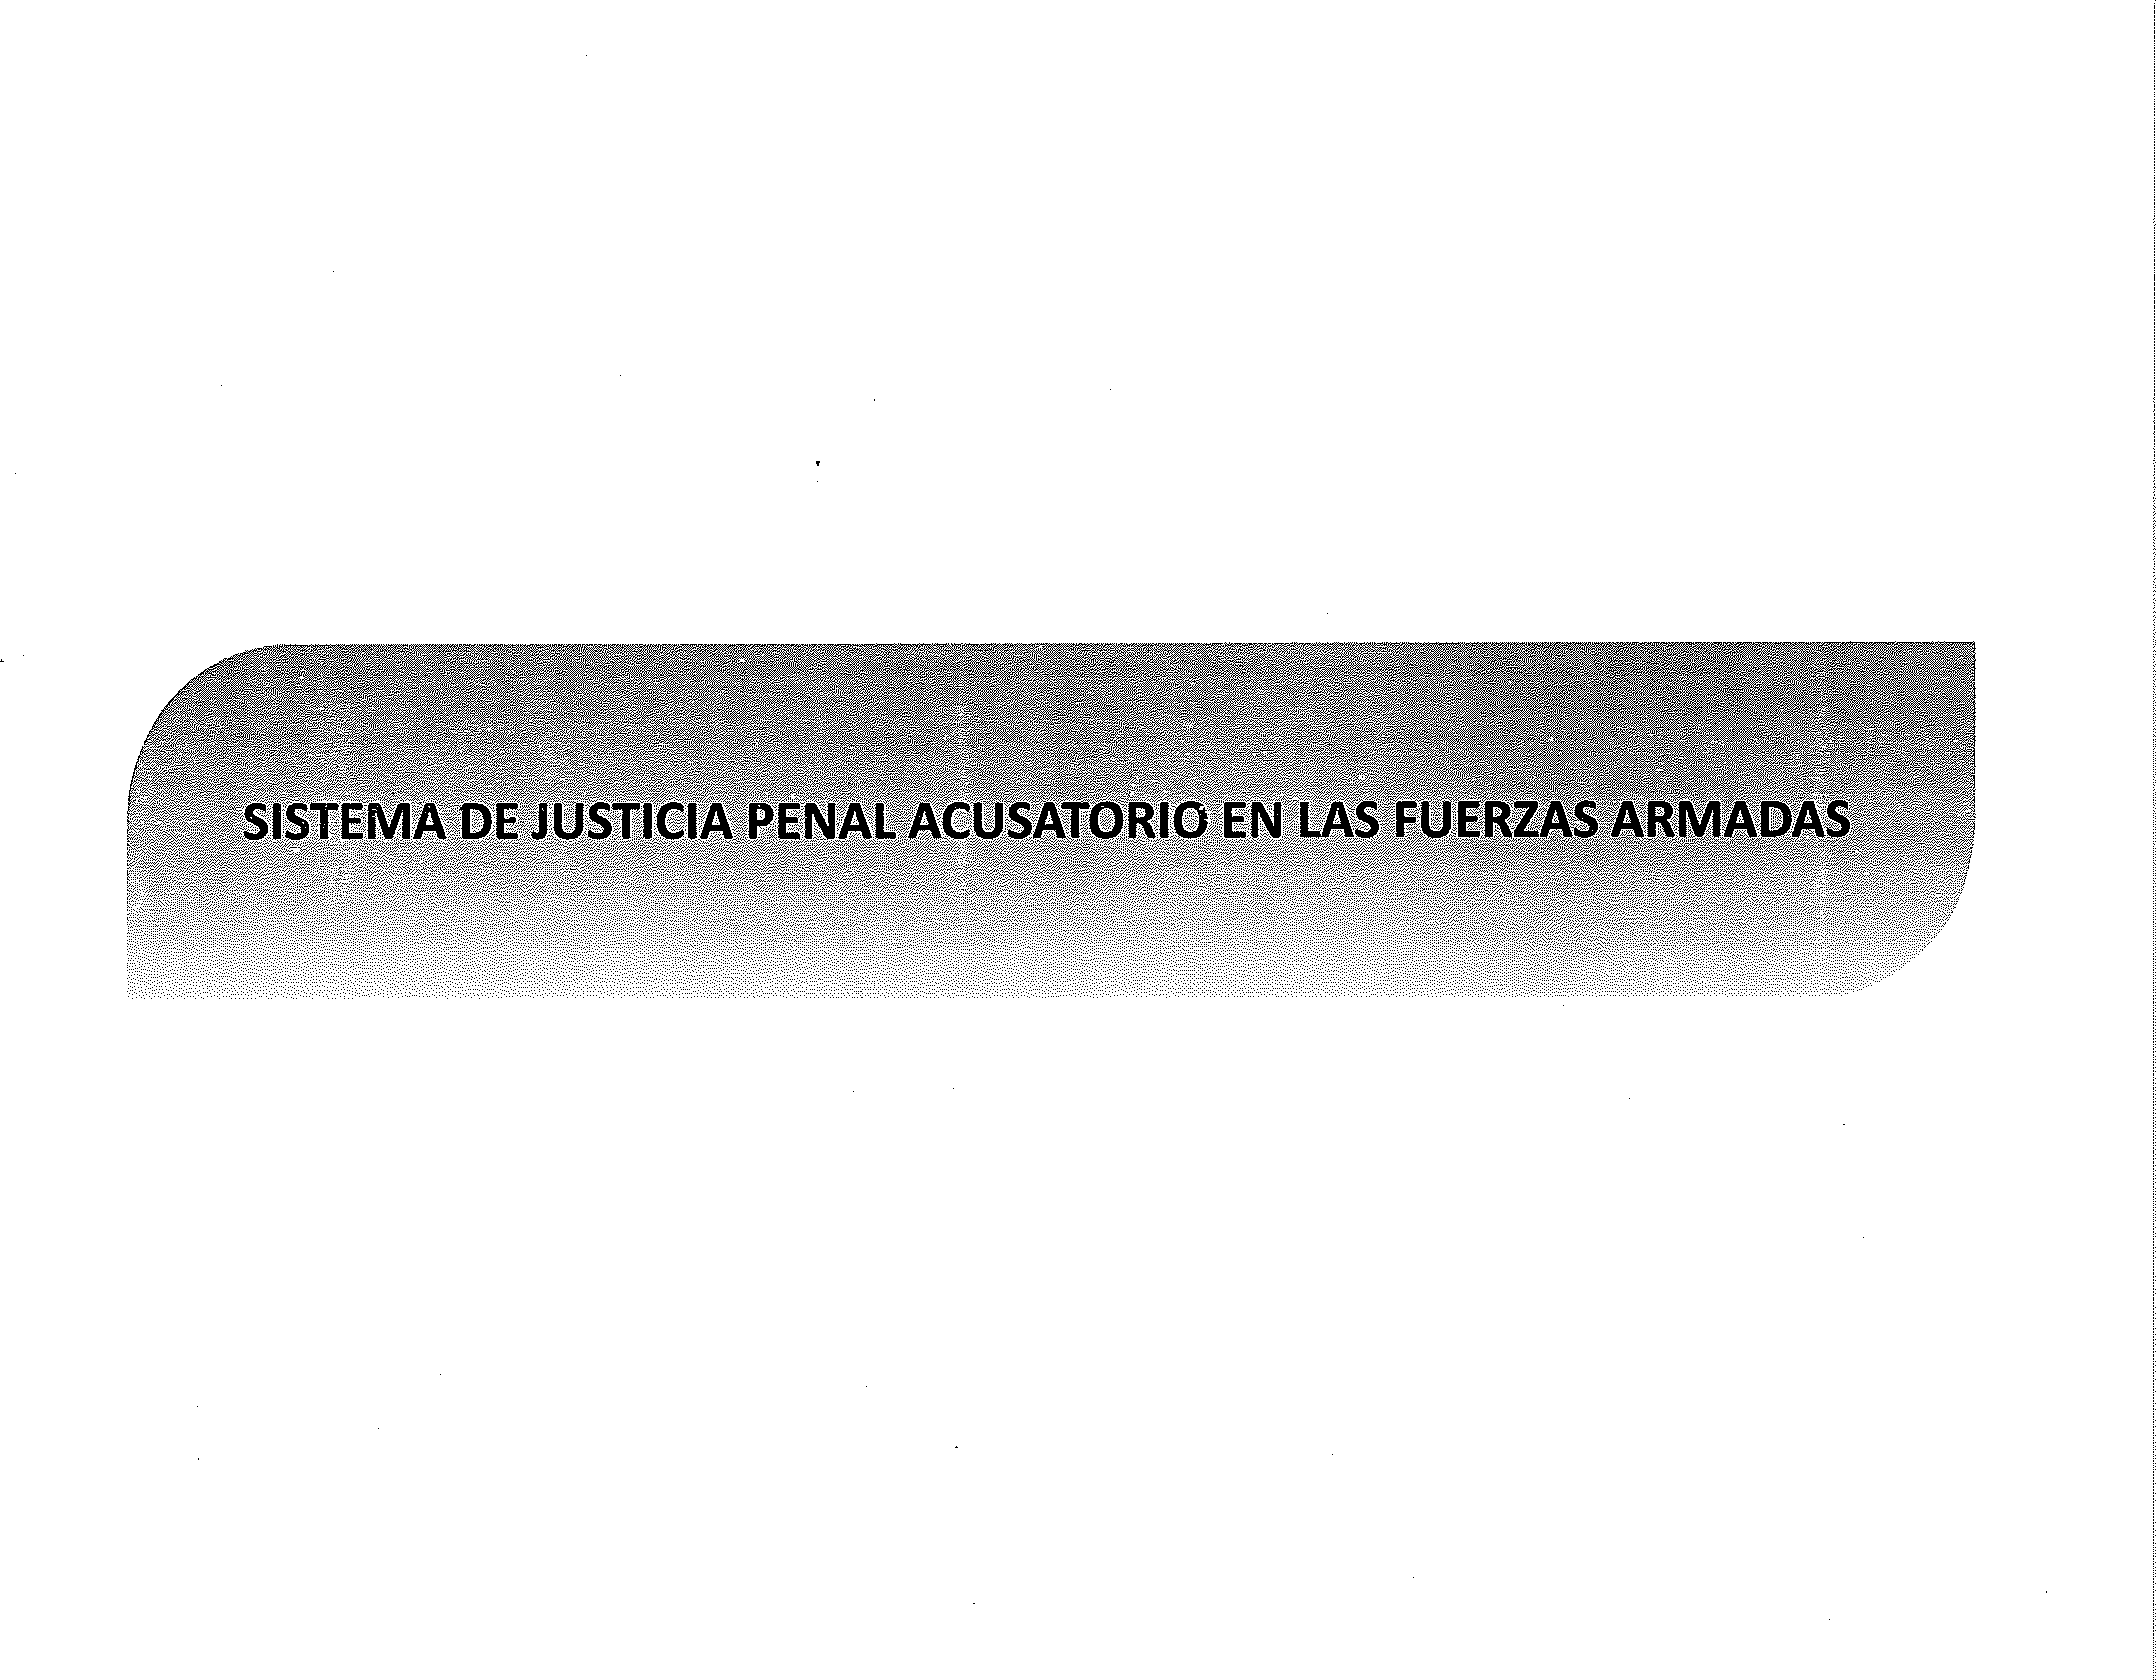 SISTEMA DE JUSTICIA PENAL ACUSATORIO EN LAS FUERZAS ARMADAS